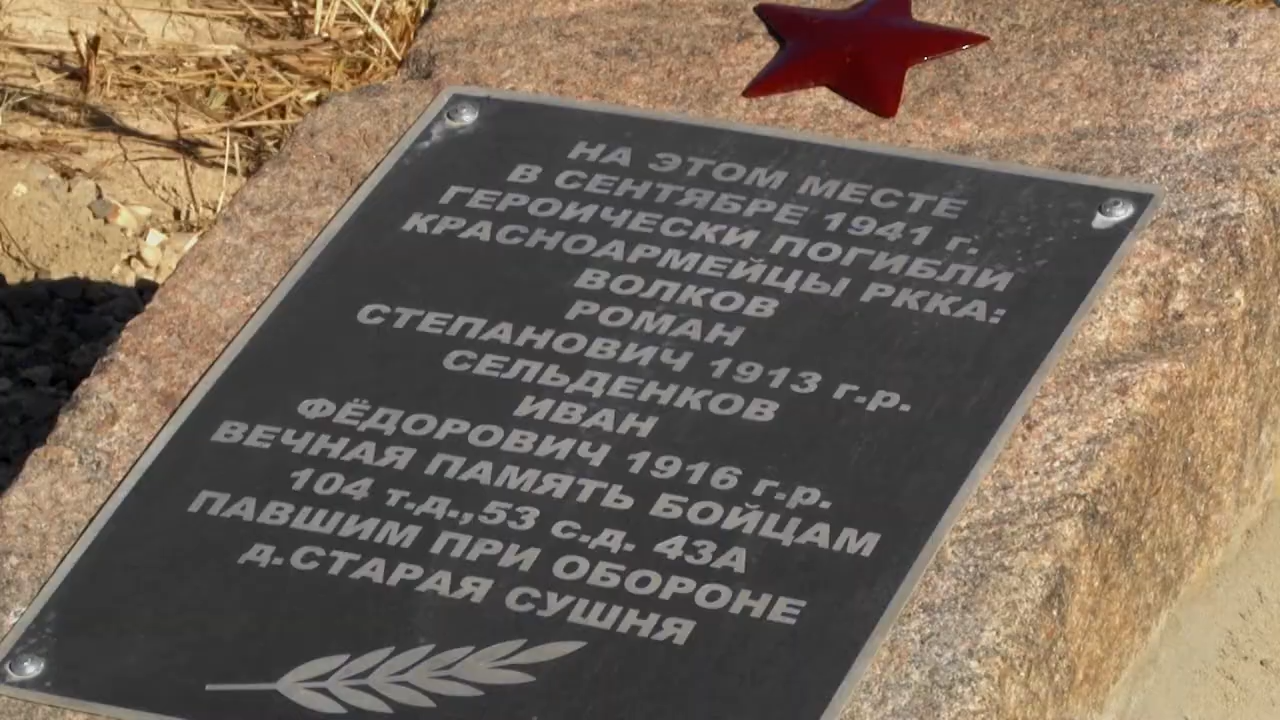 НА ЭТОМ МЕСТЕ
В СЕНТЯБРЕ 1941 г.
ГЕРОИЧЕСКИ ПОГИБЛИ
КРАСНОАРМЕЙЦЫ РККА:
ВОЛКОВ
РОМАН
СТЕПАНОВИЧ 1913 г.р.
СЕЛЬДЕНКОВ
ИВАН
ФЁДОРОВИЧ 1916 г.р.
ВЕЧНАЯ ПАМЯТЬ БОЙЦАМ
104 т.д.,53 с.д. 43А
ПАВШИМ ПРИ ОБОРОНЕ
д.СТАРАЯ СУШНЯ